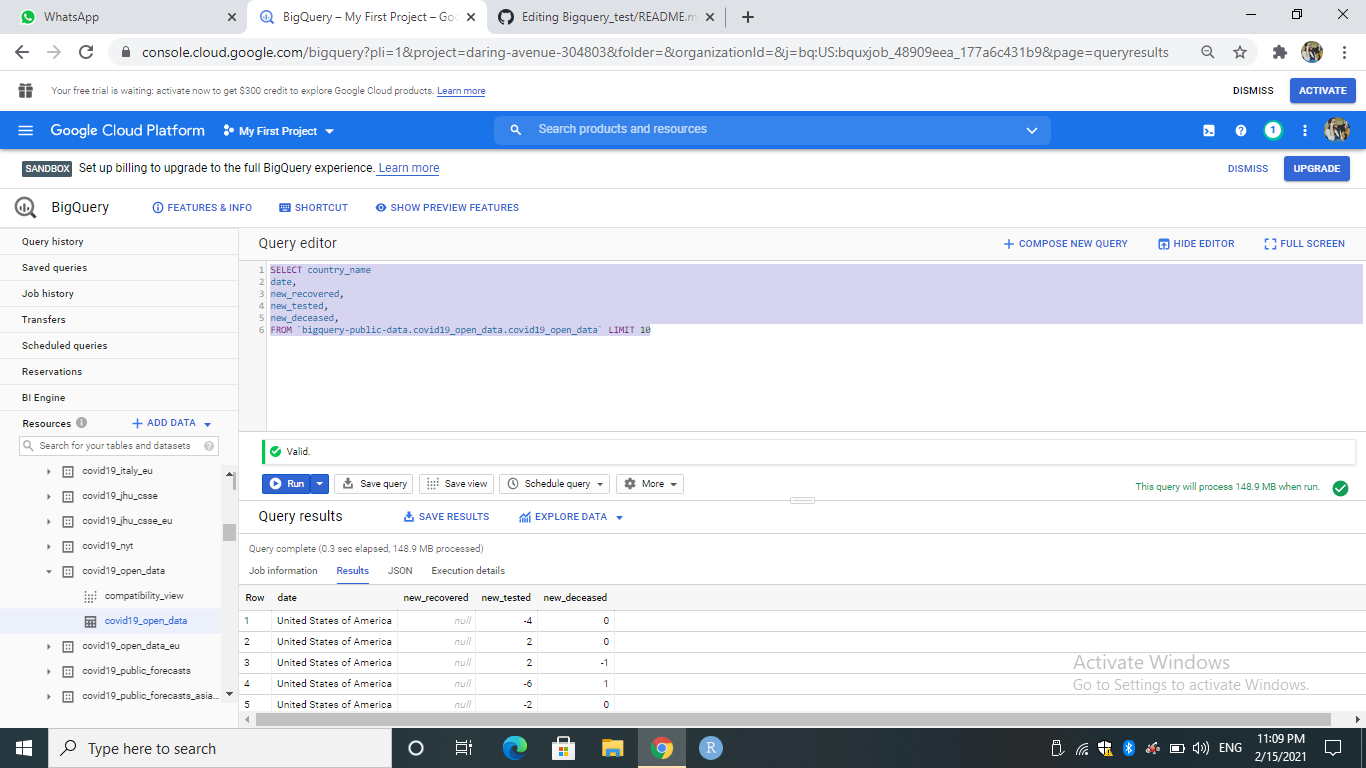 WhatsApp
BigQuery – My First Project – Goo
Editing Bigquery_test/README.m
console.cloud.google.com/bigquery?pli=1&project=daring-avenue-304803&folder=&organizationId=&j=bq:US:bquxjob_48909eea_177a6c431b9&page=queryresults
Your free trial is waiting: activate now to get $300 credit to explore Google Cloud products. Learn more
DISMISS
ACTIVATE
Google Cloud Platform
My First Project
Search products and resources
1
SANDBOX Set up billing to upgrade to the full BigQuery experience. Learn more
DISMISS
UPGRADE
BigQuery
FEATURES & INFO
SHORTCUT
SHOW PREVIEW FEATURES
Query history
Saved queries
Job history
Transfers
Scheduled queries
Reservations
BI Engine
Resources
+ ADD DATA
Search for your tables and datasets
covid19_italy_eu
covid19_jhu_csse
covid19_jhu_csse_eu
covid19_nyt
covid19_open_data
compatibility_view
covid19_open_data
covid19_open_data_eu
covid19_public_forecasts
covid19_public_forecasts_asia...
Query editor
+ COMPOSE NEW QUERY
HIDE EDITOR
FULL SCREEN
1 SELECT country_name
2 date,
3 new_recovered,
4 new_tested,
5 new_deceased,
6 FROM `bigquery-public-data.covid19_open_data.covid19_open_data` LIMIT 10
Valid.
Run
Save query
Save view
Schedule query
More
This query will process 148.9 MB when run.
Query results
SAVE RESULTS
EXPLORE DATA
Query complete (0.3 sec elapsed, 148.9 MB processed)
Job information Results JSON Execution details
Row date new_recovered new_tested new_deceased
1 United States of America null -4 0
2 United States of America null 2 0
3 United States of America null 2 -1
4 United States of America null -6 1
5 United States of America null -2 0
Activate Windows
Go to Settings to activate Windows.
Type here to search
R
ENG
11:09 PM
2/15/2021